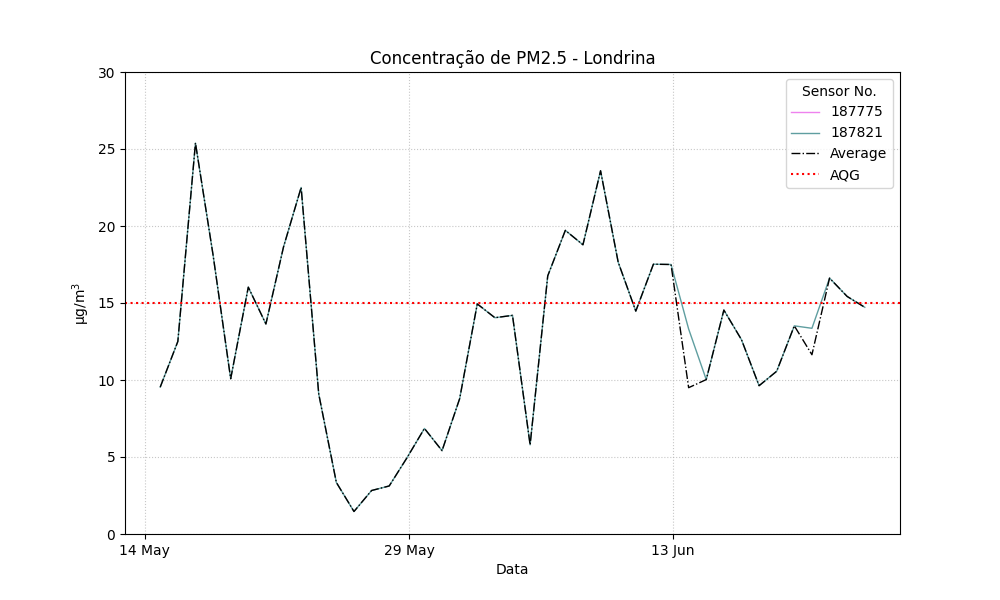 Concentração de PM2.5 - Londrina
30
25
20
15
10
5
0
µg/m³
14 May
29 May
13 Jun
Data
Sensor No.
187775
187821
Average
AQG